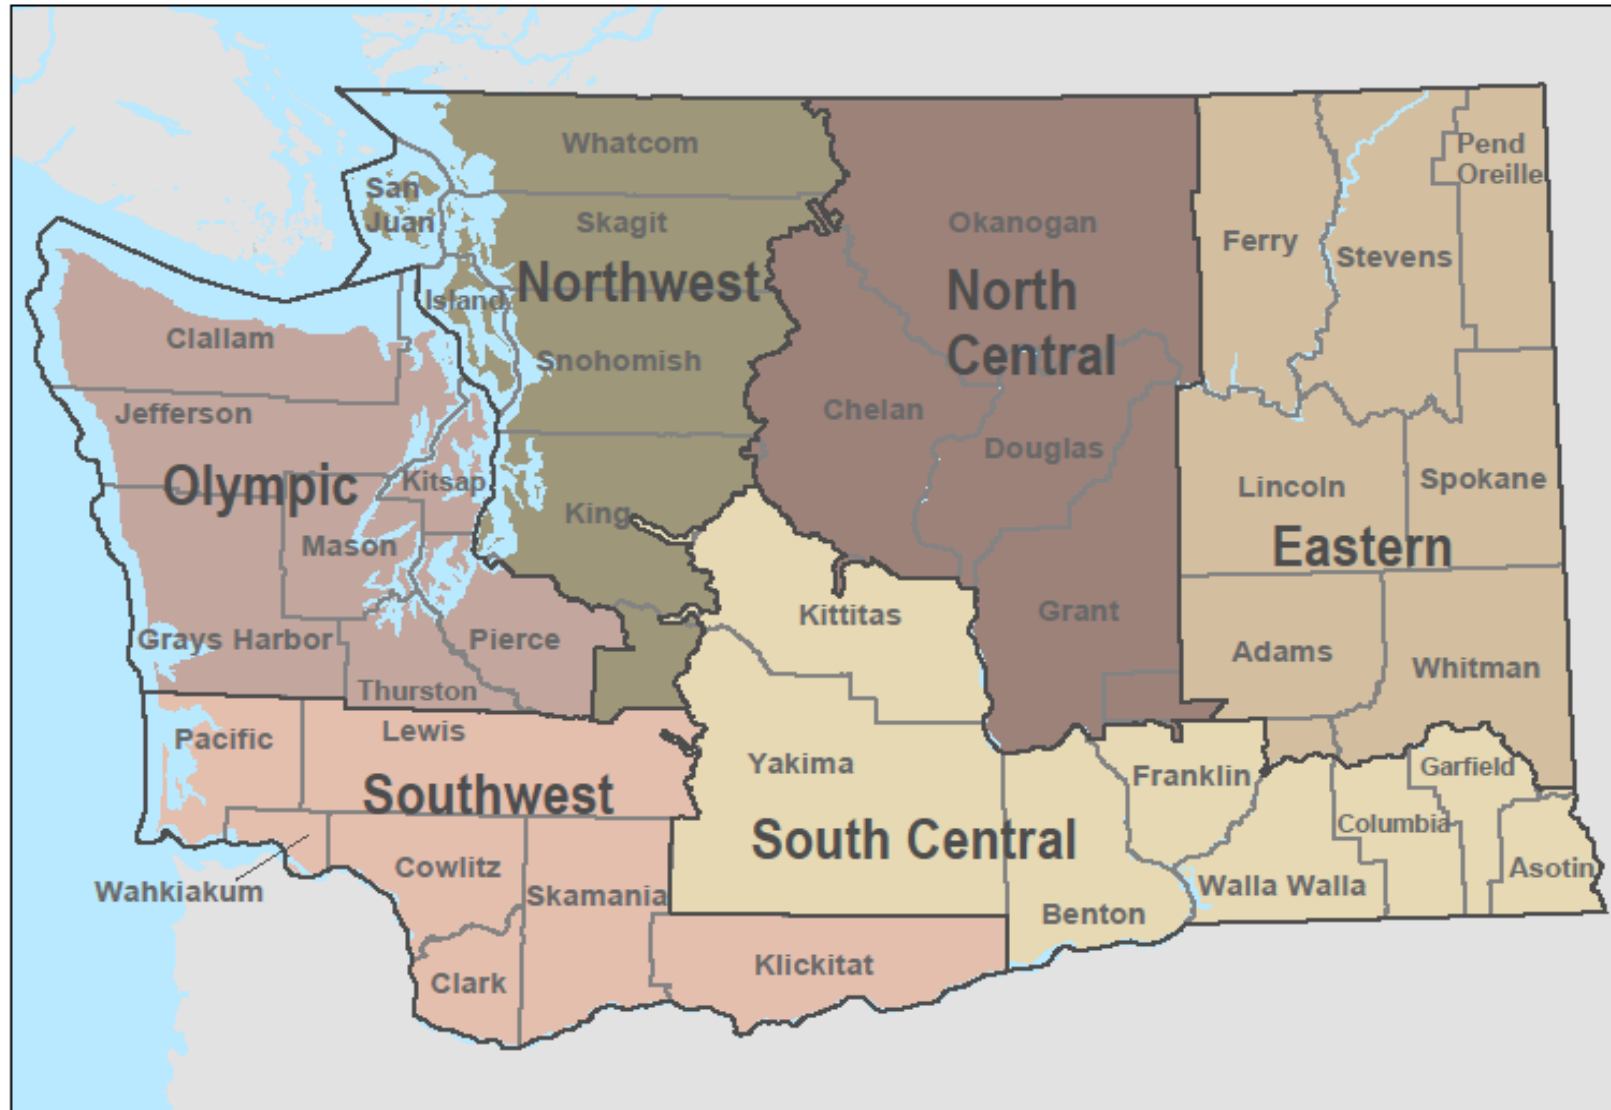 Whatcom
Pend
Oreille
San
Juan
Skagit
Okanogan
Ferry
Stevens
Northwest
North
Central
Island
Clallam
Snohomish
Jefferson
Chelan
Douglas
Olympic
Kitsap
King
Lincoln
Spokane
Mason
Eastern
Kittitas
Grant
Grays Harbor
Pierce
Adams
Whitman
Thurston
Pacific
Lewis
Yakima
Franklin
Garfield
Southwest
South Central
Columbia
Cowlitz
Wahkiakum
Skamania
Walla Walla
Asotin
Benton
Klickitat
Clark